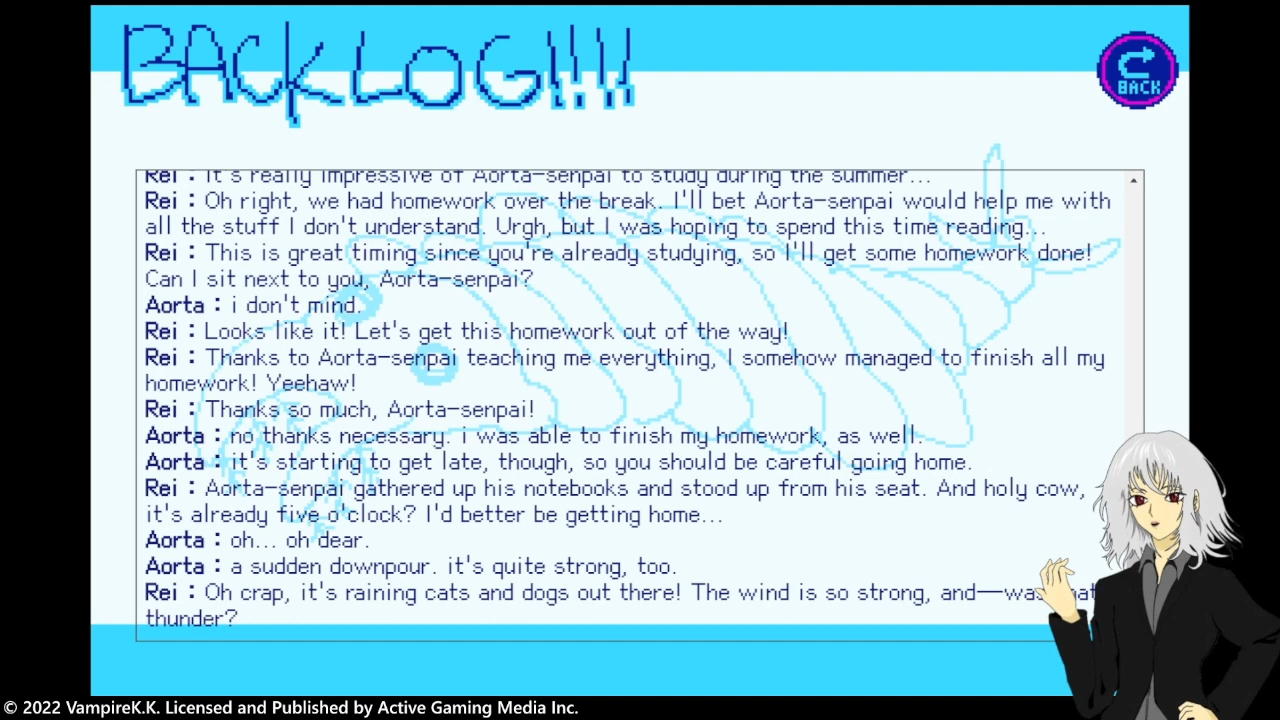 BACKLOG!!!!
BACK
Rei : It's really impressive of Aorta-senpai to study during the summer...
Rei : Oh right, we had homework over the break. I'll bet Aorta-senpai would help me with
all the stuff I don't understand. Urgh, but I was hoping to spend this time reading...
Rei : This is great timing since you're already studying, so I'll get some homework done!
Can I sit next to you, Aorta-senpai?
Aorta : i don't mind.
Rei : Looks like it! Let's get this homework out of the way!
Rei : Thanks to Aorta-senpai teaching me everything, I somehow managed to finish all my
homework! Yeehaw!
Rei : Thanks so much, Aorta-senpai!
Aorta : no thanks necessary. i was able to finish my homework, as well.
Aorta : it's starting to get late, though, so you should be careful going home.
Rei : Aorta-senpai gathered up his notebooks and stood up from his seat. And holy cow,
it's already five o'clock? I'd better be getting home...
Aorta : oh... oh dear.
Aorta : a sudden downpour. it's quite strong, too.
Rei : Oh crap, it's raining cats and dogs out there! The wind is so strong, and——was
thunder?
© 2022 VampireK.K. Licensed and Published by Active Gaming Media Inc.